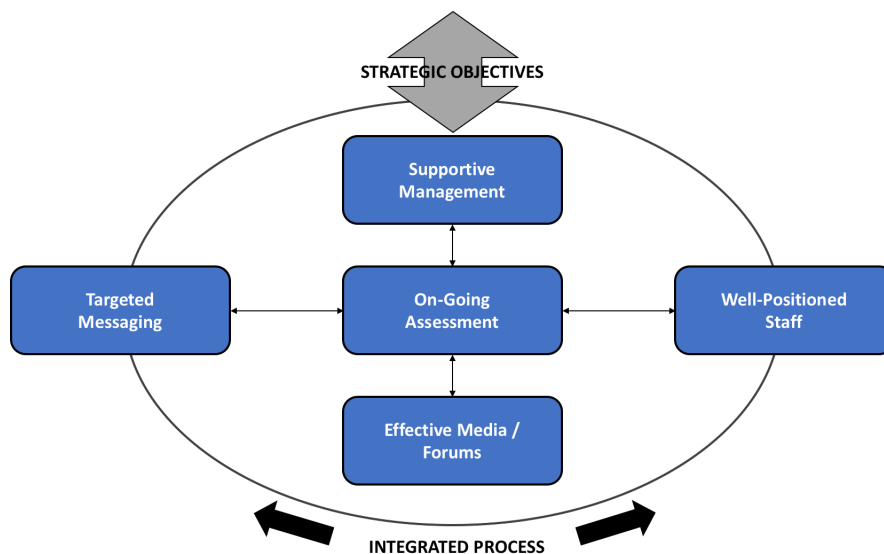 STRATEGIC OBJECTIVES
Supportive
Management
Targeted
Messaging
On-Going
Assessment
Well-Positioned
Staff
Effective Media /
Forums
INTEGRATED PROCESS